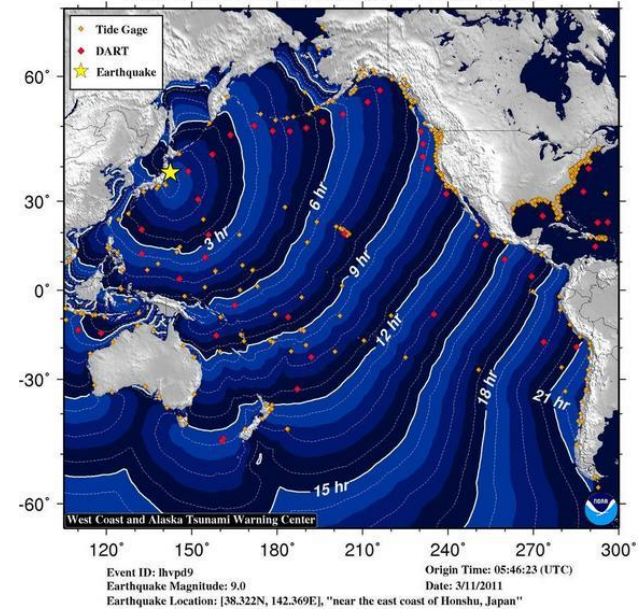 Tide Gage
DART
Earthquake
60°
30°
0°
-30°
-60°
3 hr
6 hr
9 hr
12 hr
15 hr
18 hr
21 hr
NOAA
West Coast and Alaska Tsunami Warning Center
120° 150° 180° 210° 240° 270° 300°
Event ID: lhvpd9
Earthquake Magnitude: 9.0
Origin Time: 05:46:23 (UTC)
Date: 3/11/2011
Earthquake Location: [38.322N, 142.369E], "near the east coast of Honshu, Japan"